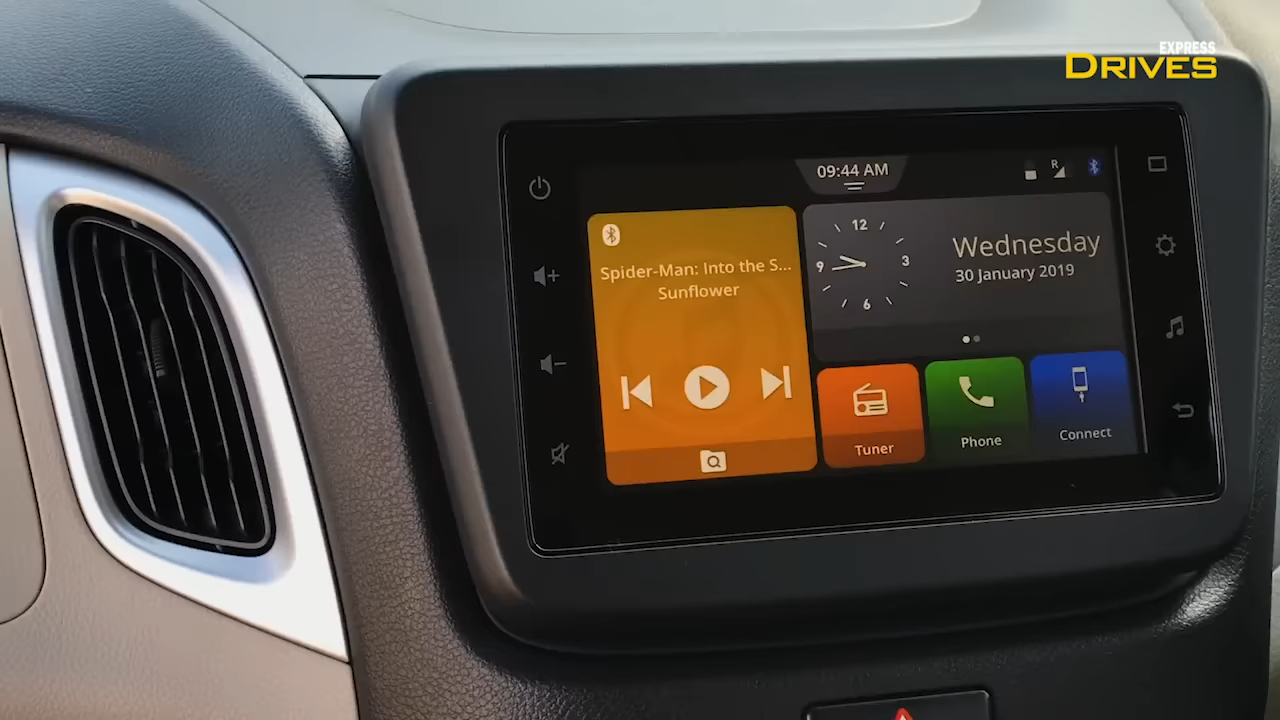 EXPRESS
DRIVES
09:44 AM
R
Spider-Man: Into the S...
Sunflower
12
3
6
9
Wednesday
30 January 2019
Tuner
Phone
Connect